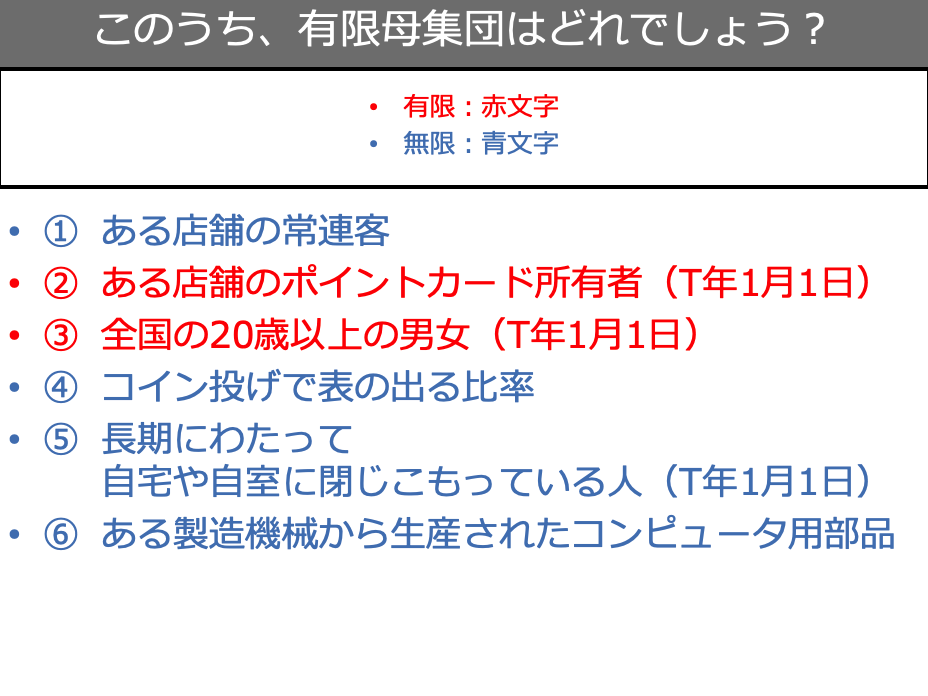 このうち、有限母集団はどれでしょう？
• 有限：赤文字
• 無限：青文字
• ① ある店舗の常連客
• ② ある店舗のポイントカード所有者（T年1月1日）
• ③ 全国の20歳以上の男女（T年1月1日）
• ④ コイン投げで表の出る比率
• ⑤ 長期にわたって
自宅や自室に閉じこもっている人（T年1月1日）
• ⑥ ある製造機械から生産されたコンピュータ用部品